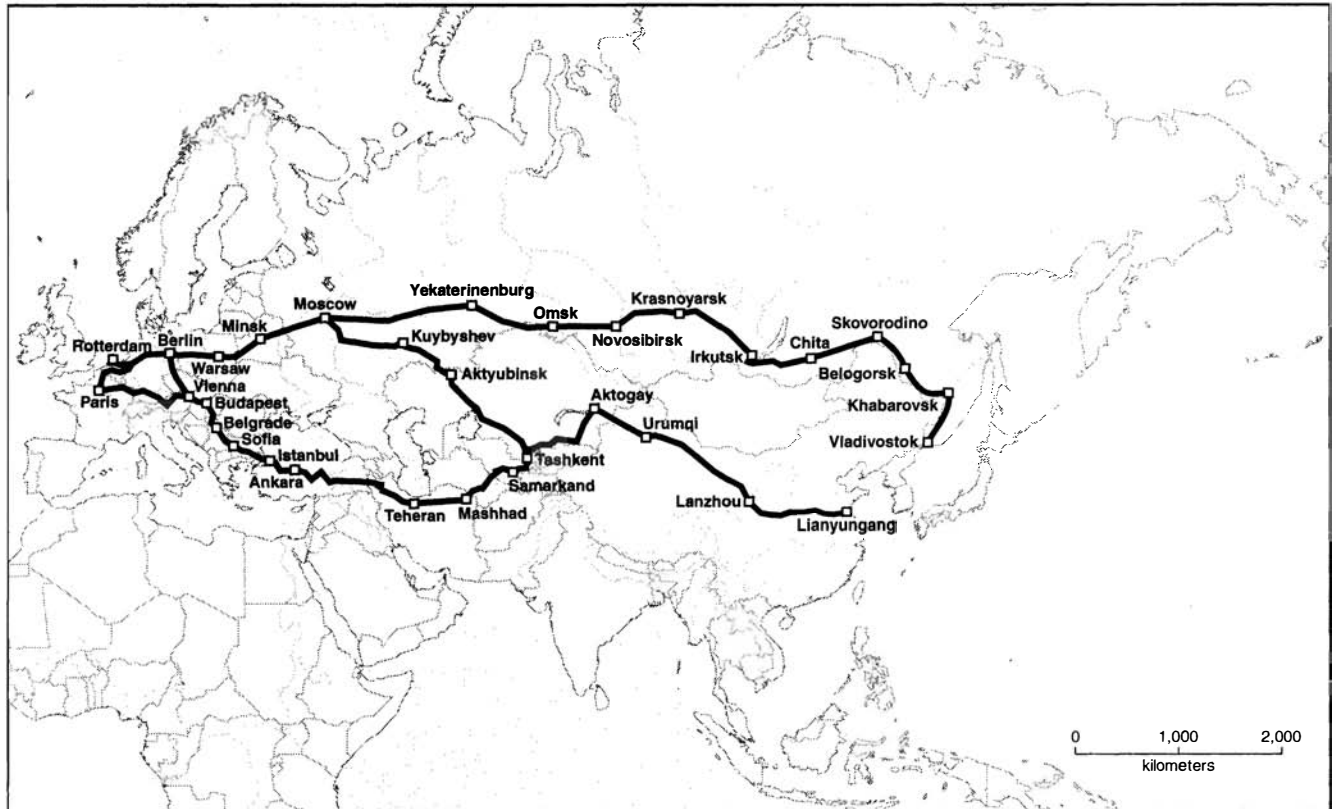 Yekaterinenburg
Krasnoyarsk
Moscow
Omsk
Skovorodino
Minsk
Kuybyshev
Novosibirsk
Chita
Berlin
Rotterdam
Irkutsk
Warsaw
Belogorsk
Aktyubinsk
Vienna
Paris
Budapest
Aktogay
Khabarovsk
Belgrade
Urumqi
Sofia
Vladivostok
Istanbul
Tashkent
Ankara
Samarkand
Teheran
Mashhad
Lanzhou
Lianyungang
0 1,000 2,000
kilometers